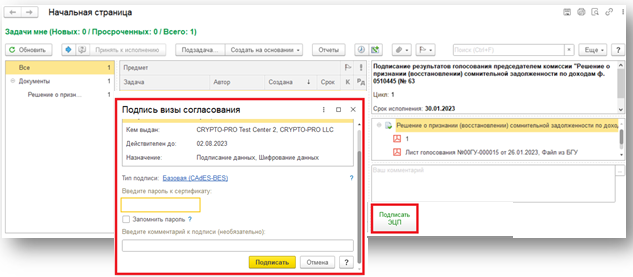 Начальная страница
Задачи мне (Новых: 0 / Просроченных: 0 / Всего: 1)
Обновить
Принять к исполнению
Подзадача...
Создать на основании
Отчеты
Поиск (Ctrl+F)
×
Еще
?
Все 1
Документы 1
Решение о призн... 1
Предмет
Задача Автор Создана ↓ Срок К Рд
Подпись визы согласования
Кем выдан: CRYPTO-PRO Test Center 2, CRYPTO-PRO LLC
Действителен до: 02.08.2023
Назначение: Подписание данных, Шифрование данных
Тип подписи: Базовая (CAdES-BES) ?
Введите пароль к сертификату:
Запомнить пароль ?
Введите комментарий к подписи (необязательно):
Подписать Отмена ?
Подписание результатов голосования председателем комиссии "Решение о
признании (восстановлении) сомнительной задолженности по доходам ф.
0510445 (№ 63
Цикл: 1
Срок исполнения: 30.01.2023
Решение о признании (восстановлении) сомнительной задолженности по дохо
1
Лист голосования №00ГУ-000015 от 26.01.2023, Файл из БГУ
Ваш комментарий
...
Подписать
ЭЦП